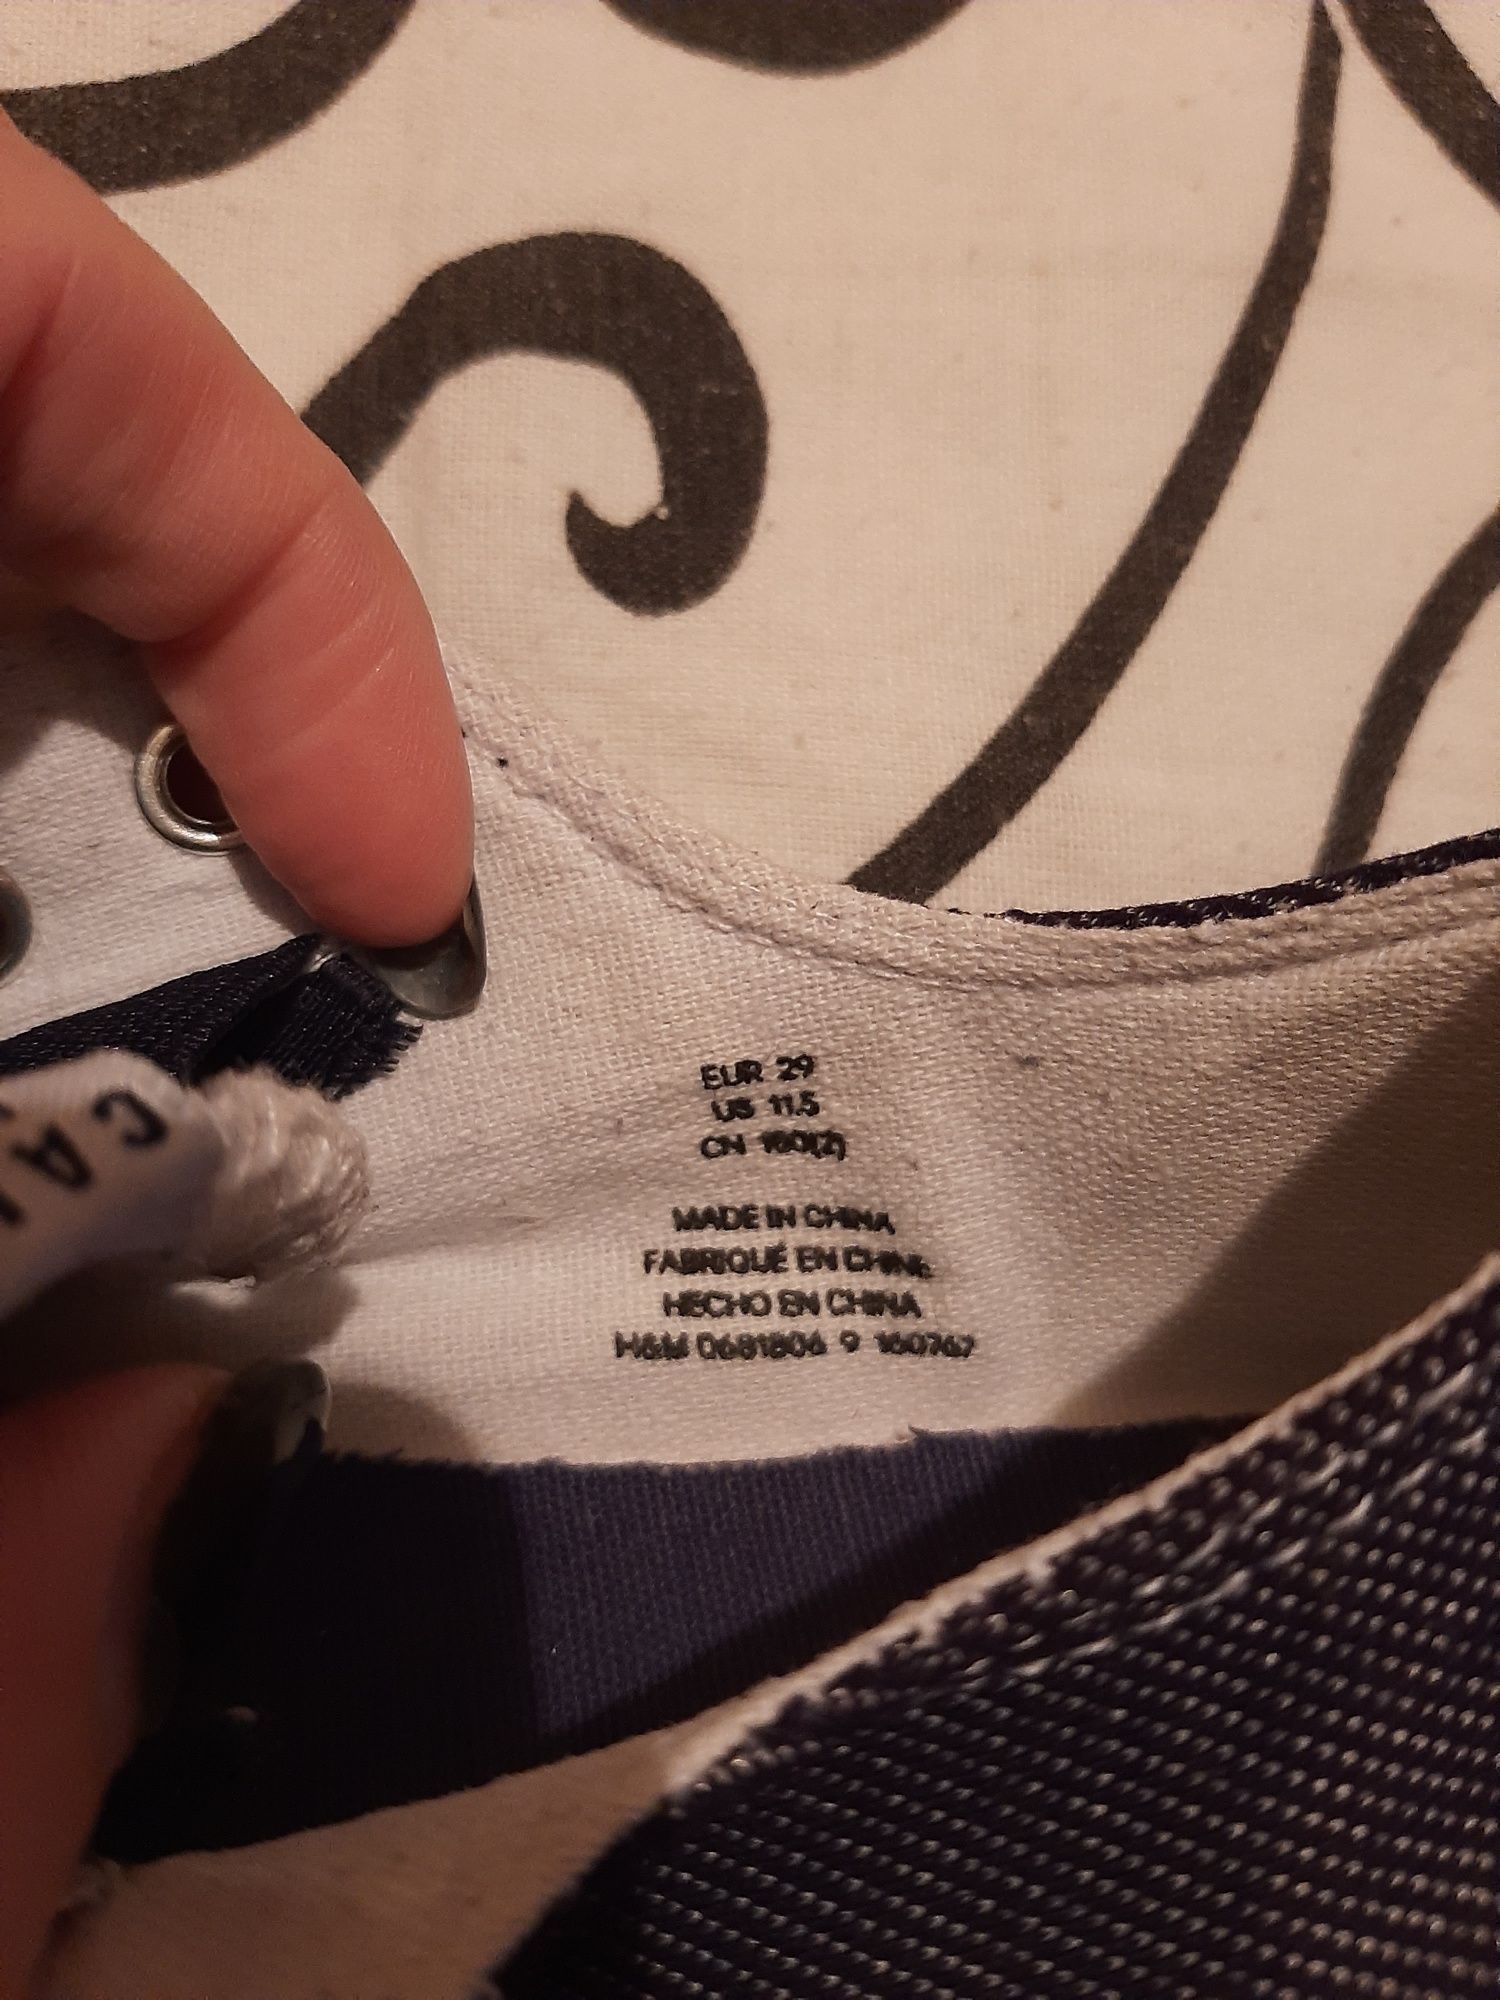 EUR 29
US 11.5
CN 180(2)
MADE IN CHINA
FABRIQUÉ EN CHINE
HECHO EN CHINA
H&M 0681806 9 160767